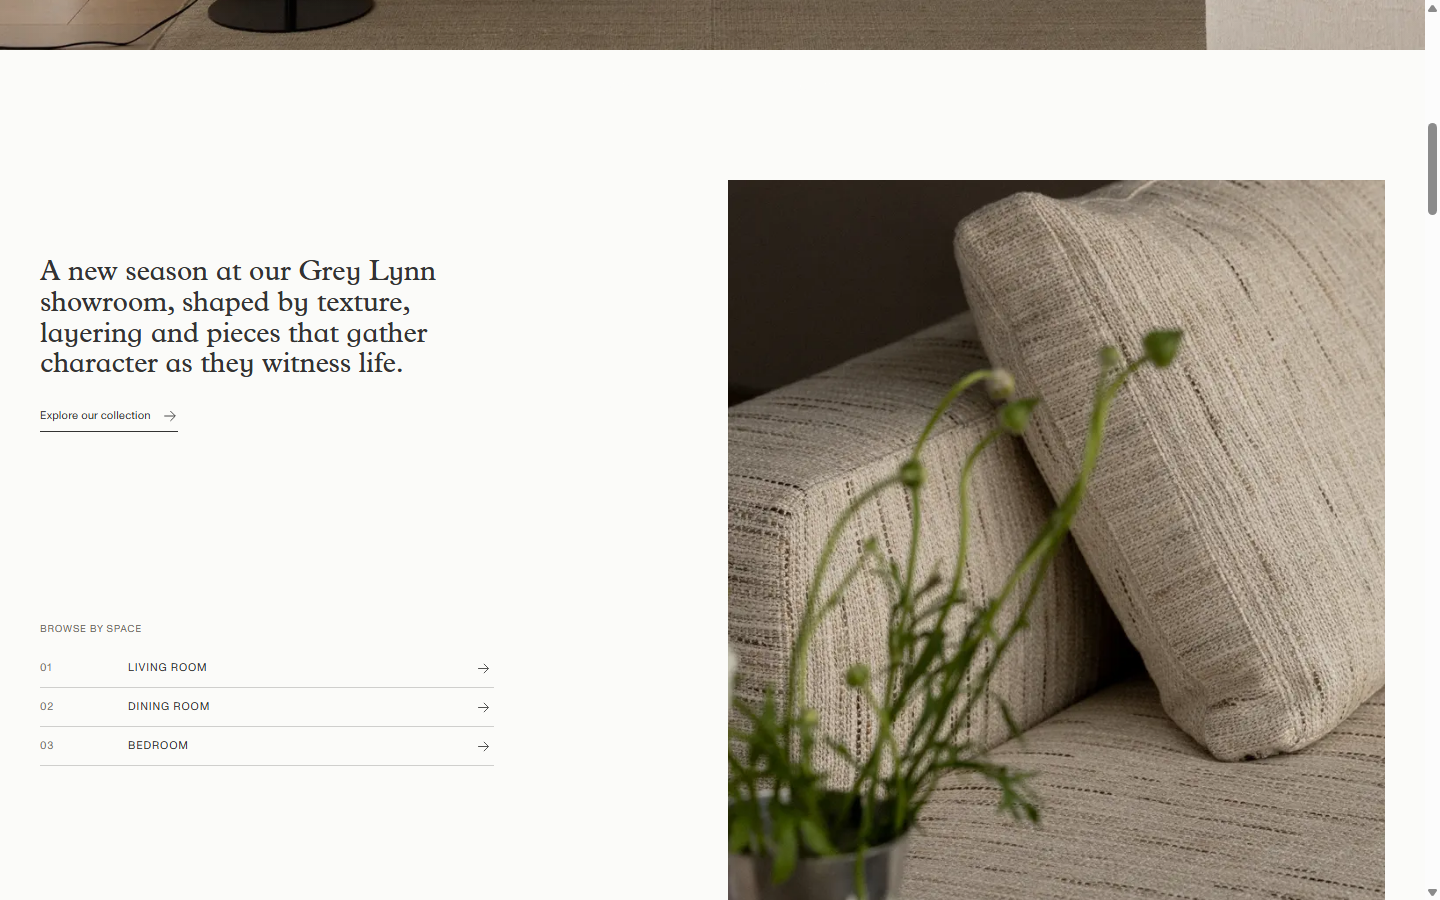 A new season at our Grey Lynn
showroom, shaped by texture,
layering and pieces that gather
character as they witness life.
Explore our collection
BROWSE BY SPACE
01 LIVING ROOM
02 DINING ROOM
03 BEDROOM